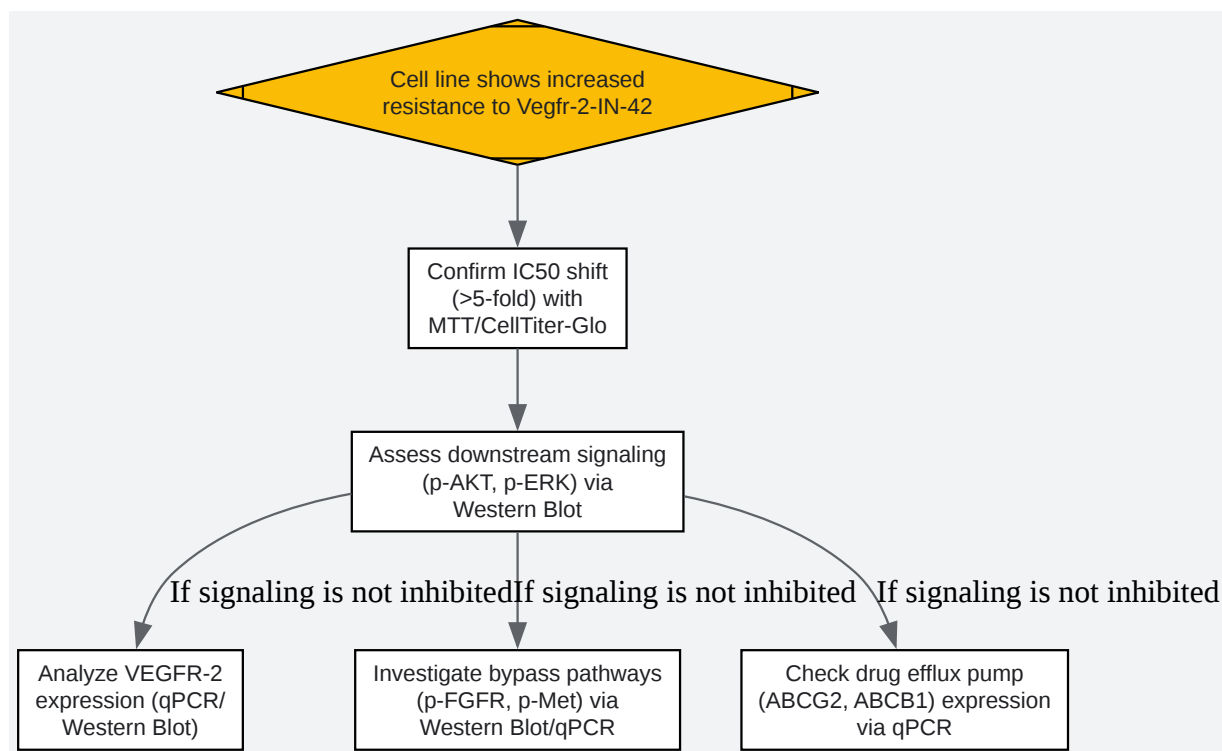 Cell line shows increased
resistance to Vegfr-2-IN-42
Confirm IC50 shift
(>5-fold) with
MTT/CellTiter-Glo
Assess downstream signaling
(p-AKT, p-ERK) via
Western Blot
If signaling is not inhibited
If signaling is not inhibited
If signaling is not inhibited
Analyze VEGFR-2
expression (qPCR/
Western Blot)
Investigate bypass pathways
(p-FGFR, p-Met) via
Western Blot/qPCR
Check drug efflux pump
(ABCG2, ABCB1) expression
via qPCR